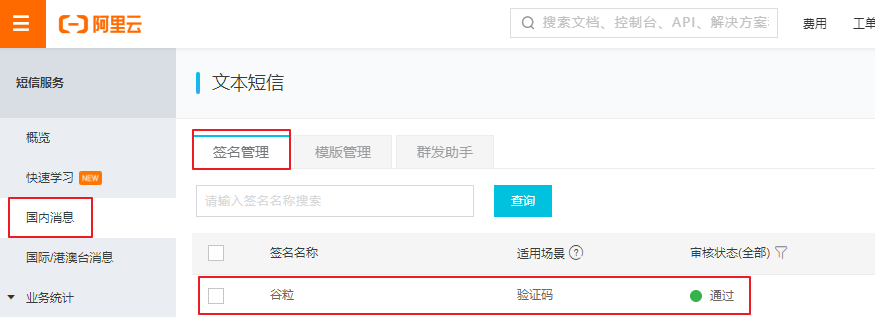 阿里云
搜索文档、控制台、API、解决方案
费用
工单
短信服务
文本短信
概览
快速学习 NEW
国内消息
国际/港澳台消息
业务统计
签名管理 模版管理 群发助手
请输入签名名称搜索 查询
签名名称 适用场景 ? 审核状态(全部)
谷粒 验证码 通过